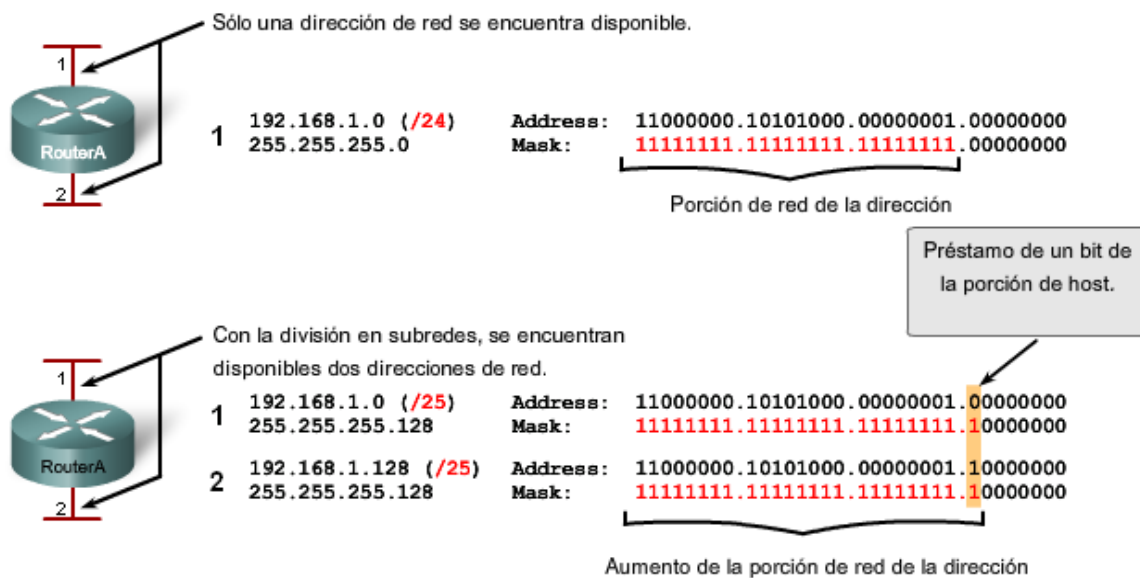 Sólo una dirección de red se encuentra disponible.
1
RouterA
2
1 192.168.1.0 (/24) Address: 11000000.10101000.00000001.00000000
255.255.255.0 Mask: 11111111.11111111.11111111.00000000
Porción de red de la dirección
Préstamo de un bit de
la porción de host.
Con la división en subredes, se encuentran
disponibles dos direcciones de red.
1
RouterA
2
1 192.168.1.0 (/25) Address: 11000000.10101000.00000001.00000000
255.255.255.128 Mask: 11111111.11111111.11111111.10000000
2 192.168.1.128 (/25) Address: 11000000.10101000.00000001.10000000
255.255.255.128 Mask: 11111111.11111111.11111111.10000000
Aumento de la porción de red de la dirección